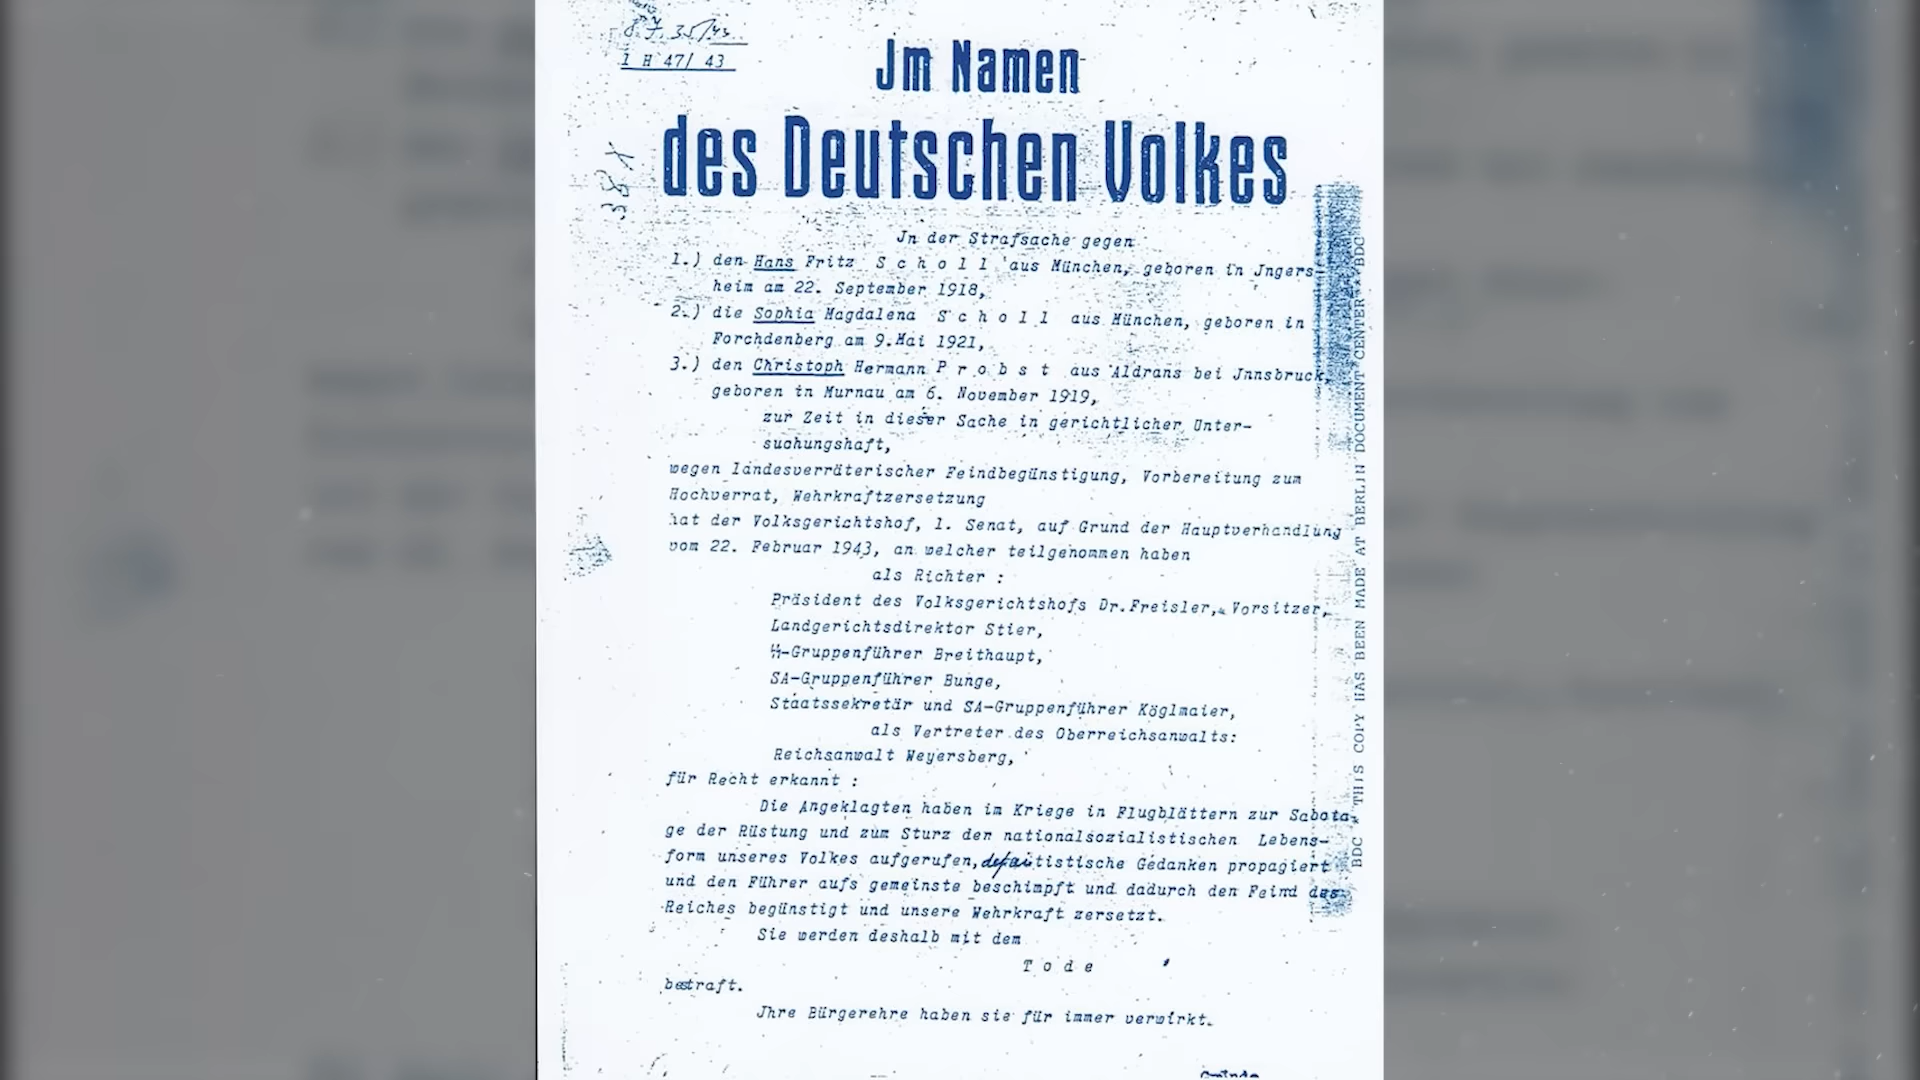 1 H 47/ 43
Jm Namen
des Deutschen Volkes
Jn der Strafsache gegen
1.) den Hans Fritz S c h o l l aus München, geboren in Jngers-
heim am 22. September 1918,
2.) die Sophia Magdalena S c h o l l aus München, geboren in
Forchdenberg am 9.Mai 1921,
3.) den Christoph Hermann P r o b s t aus Aldrans bei Jnnsbruck,
geboren in Murnau am 6. November 1919,
zur Zeit in dieser Sache in gerichtlicher Unter-
suchungshaft,
wegen landesverräterischer Feindbegünstigung, Vorbereitung zum
Hochverrat, Wehrkraftzersetzung
hat der Volksgerichtshof, 1. Senat, auf Grund der Hauptverhandlung
vom 22. Februar 1943, an welcher teilgenommen haben
als Richter :
Präsident des Volksgerichtshofs Dr.Freisler, Vorsitzer,
Landgerichtsdirektor Stier,
SS-Gruppenführer Breithaupt,
SA-Gruppenführer Bunge,
Staatssekretär und SA-Gruppenführer Köglmaier,
als Vertreter des Oberreichsanwalts:
Reichsanwalt Weyersberg,
für Recht erkannt :
Die Angeklagten haben im Kriege in Flugblättern zur Sabota-
ge der Rüstung und zum Sturz der nationalsozialistischen Lebens-
form unseres Volkes aufgerufen, defaitistische Gedanken propagiert
und den Führer aufs gemeinste beschimpft und dadurch den Feind des
Reiches begünstigt und unsere Wehrkraft zersetzt.
Sie werden deshalb mit dem
T o d e
bestraft.
Jhre Bürgerehre haben sie für immer verwirkt.
BDC * THIS COPY HAS BEEN MADE AT BERLIN DOCUMENT CENTER * BDC